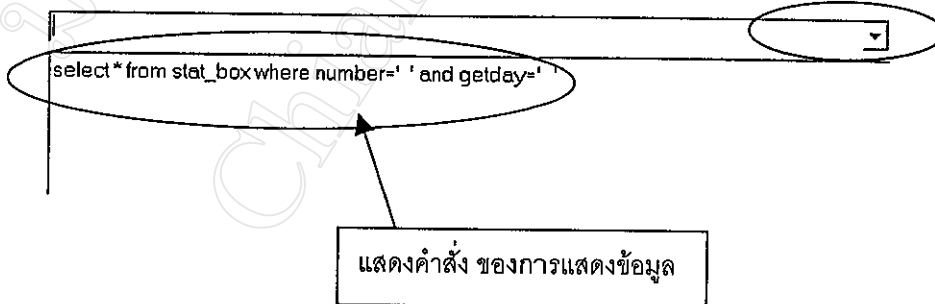 select * from stat_box where number=' ' and getday=' '
แสดงคำสั่ง ของการแสดงข้อมูล
Chia